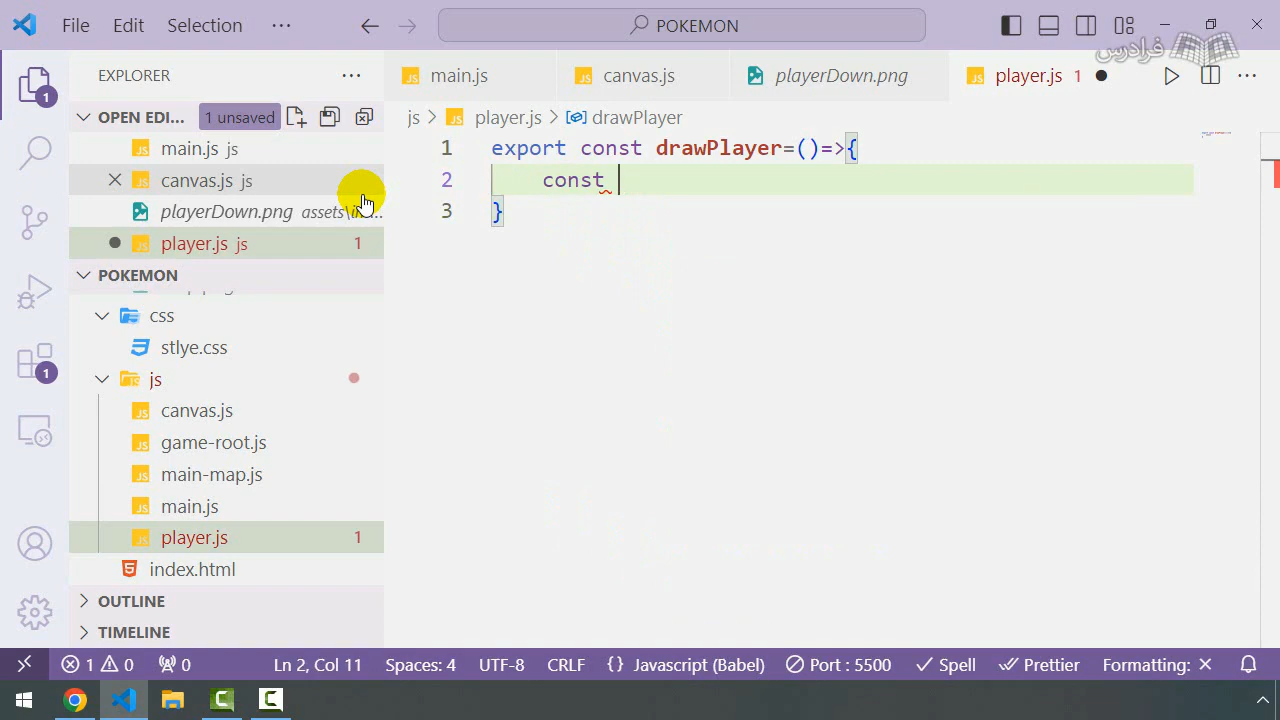 File Edit Selection ··· POKEMON
فرادرس
EXPLORER ···
main.js canvas.js playerDown.png player.js 1 ···
OPEN EDI... 1 unsaved
js > player.js > drawPlayer
main.js js
canvas.js js
playerDown.png
player.js js 1
1 export const drawPlayer=()=>{
2 const
3 }
POKEMON
css
stlye.css
js
canvas.js
game-root.js
main-map.js
main.js
player.js 1
index.html
OUTLINE
TIMELINE
1
1
1 0 0 Ln 2, Col 11 Spaces: 4 UTF-8 CRLF {} Javascript (Babel) Port : 5500 Spell Prettier Formatting: ×